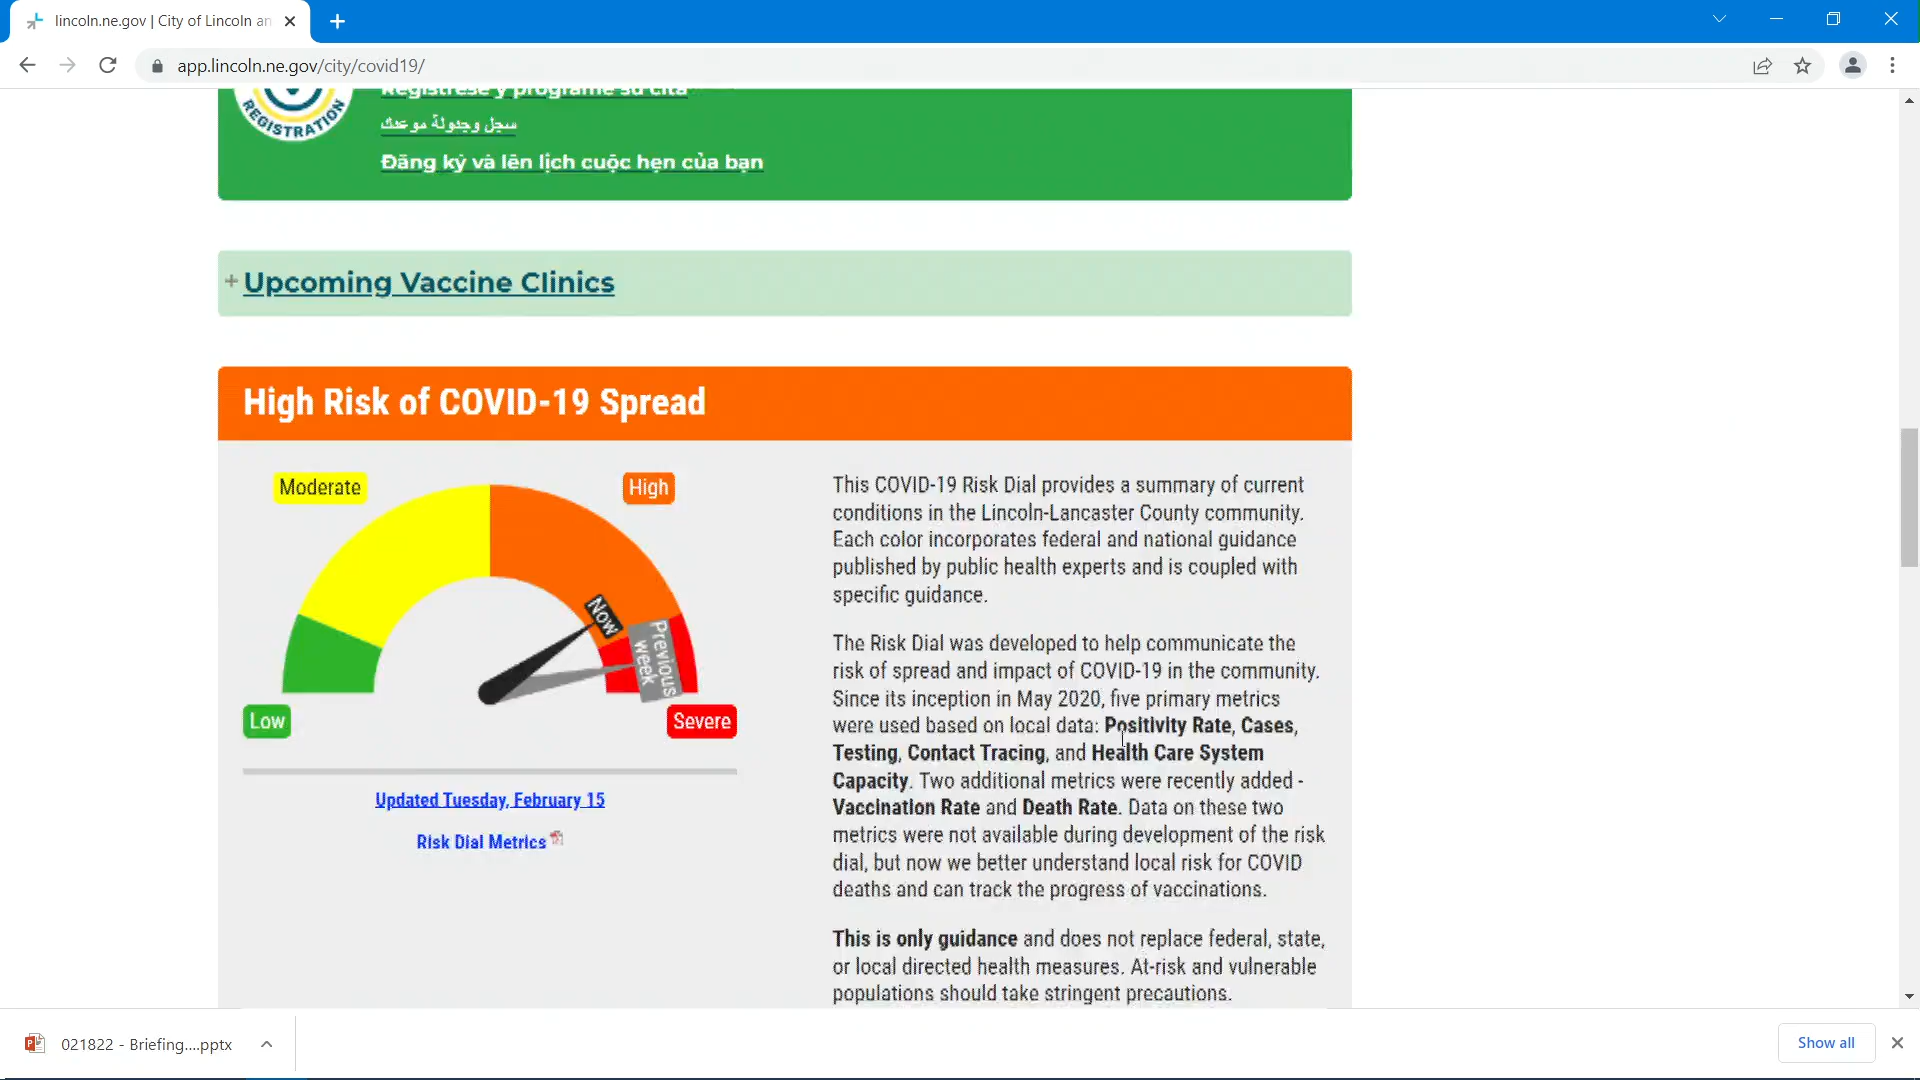 lincoln.ne.gov | City of Lincoln an
app.lincoln.ne.gov/city/covid19/
REGISTRATION
Regístrese y programe su cita
سجل وجدولة موعدك
Đăng ký và lên lịch cuộc hẹn của bạn
+ Upcoming Vaccine Clinics
High Risk of COVID-19 Spread
Moderate
High
Now
Previous
week
Low
Severe
Updated Tuesday, February 15
Risk Dial Metrics
This COVID-19 Risk Dial provides a summary of current
conditions in the Lincoln-Lancaster County community.
Each color incorporates federal and national guidance
published by public health experts and is coupled with
specific guidance.
The Risk Dial was developed to help communicate the
risk of spread and impact of COVID-19 in the community.
Since its inception in May 2020, five primary metrics
were used based on local data: Positivity Rate, Cases,
Testing, Contact Tracing, and Health Care System
Capacity. Two additional metrics were recently added -
Vaccination Rate and Death Rate. Data on these two
metrics were not available during development of the risk
dial, but now we better understand local risk for COVID
deaths and can track the progress of vaccinations.
This is only guidance and does not replace federal, state,
or local directed health measures. At-risk and vulnerable
populations should take stringent precautions.
021822 - Briefing....pptx
Show all